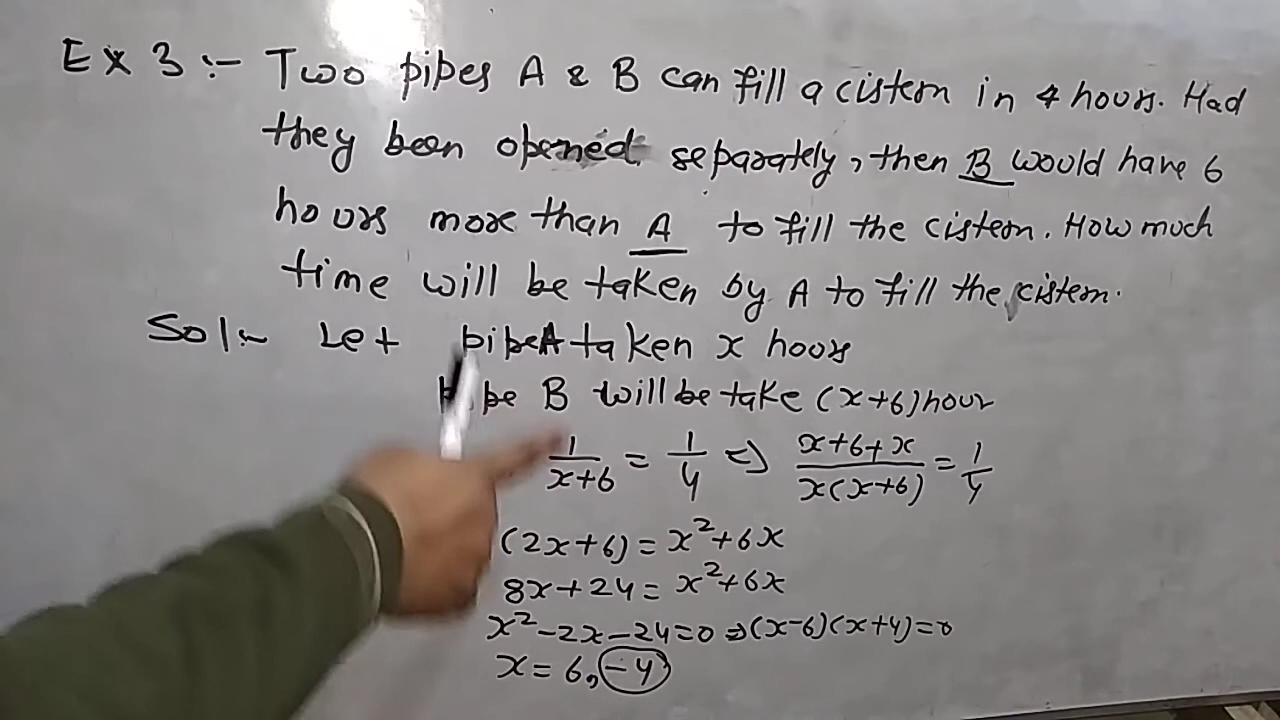 Ex 3 :- Two pipes A & B can fill a cistern in 4 hours. Had
they been opened separately, then B would have 6
hours more than A to fill the cistern. How much
time will be taken by A to fill the cistern.
Sol:- Let pipe A taken x hours
pipe B will be take (x+6) hour
1/(x+6) = 1/4 => (x+6+x)/(x(x+6)) = 1/4
(2x+6) = x²+6x
8x+24 = x²+6x
x²-2x-24=0 => (x-6)(x+4)=0
x = 6, -4